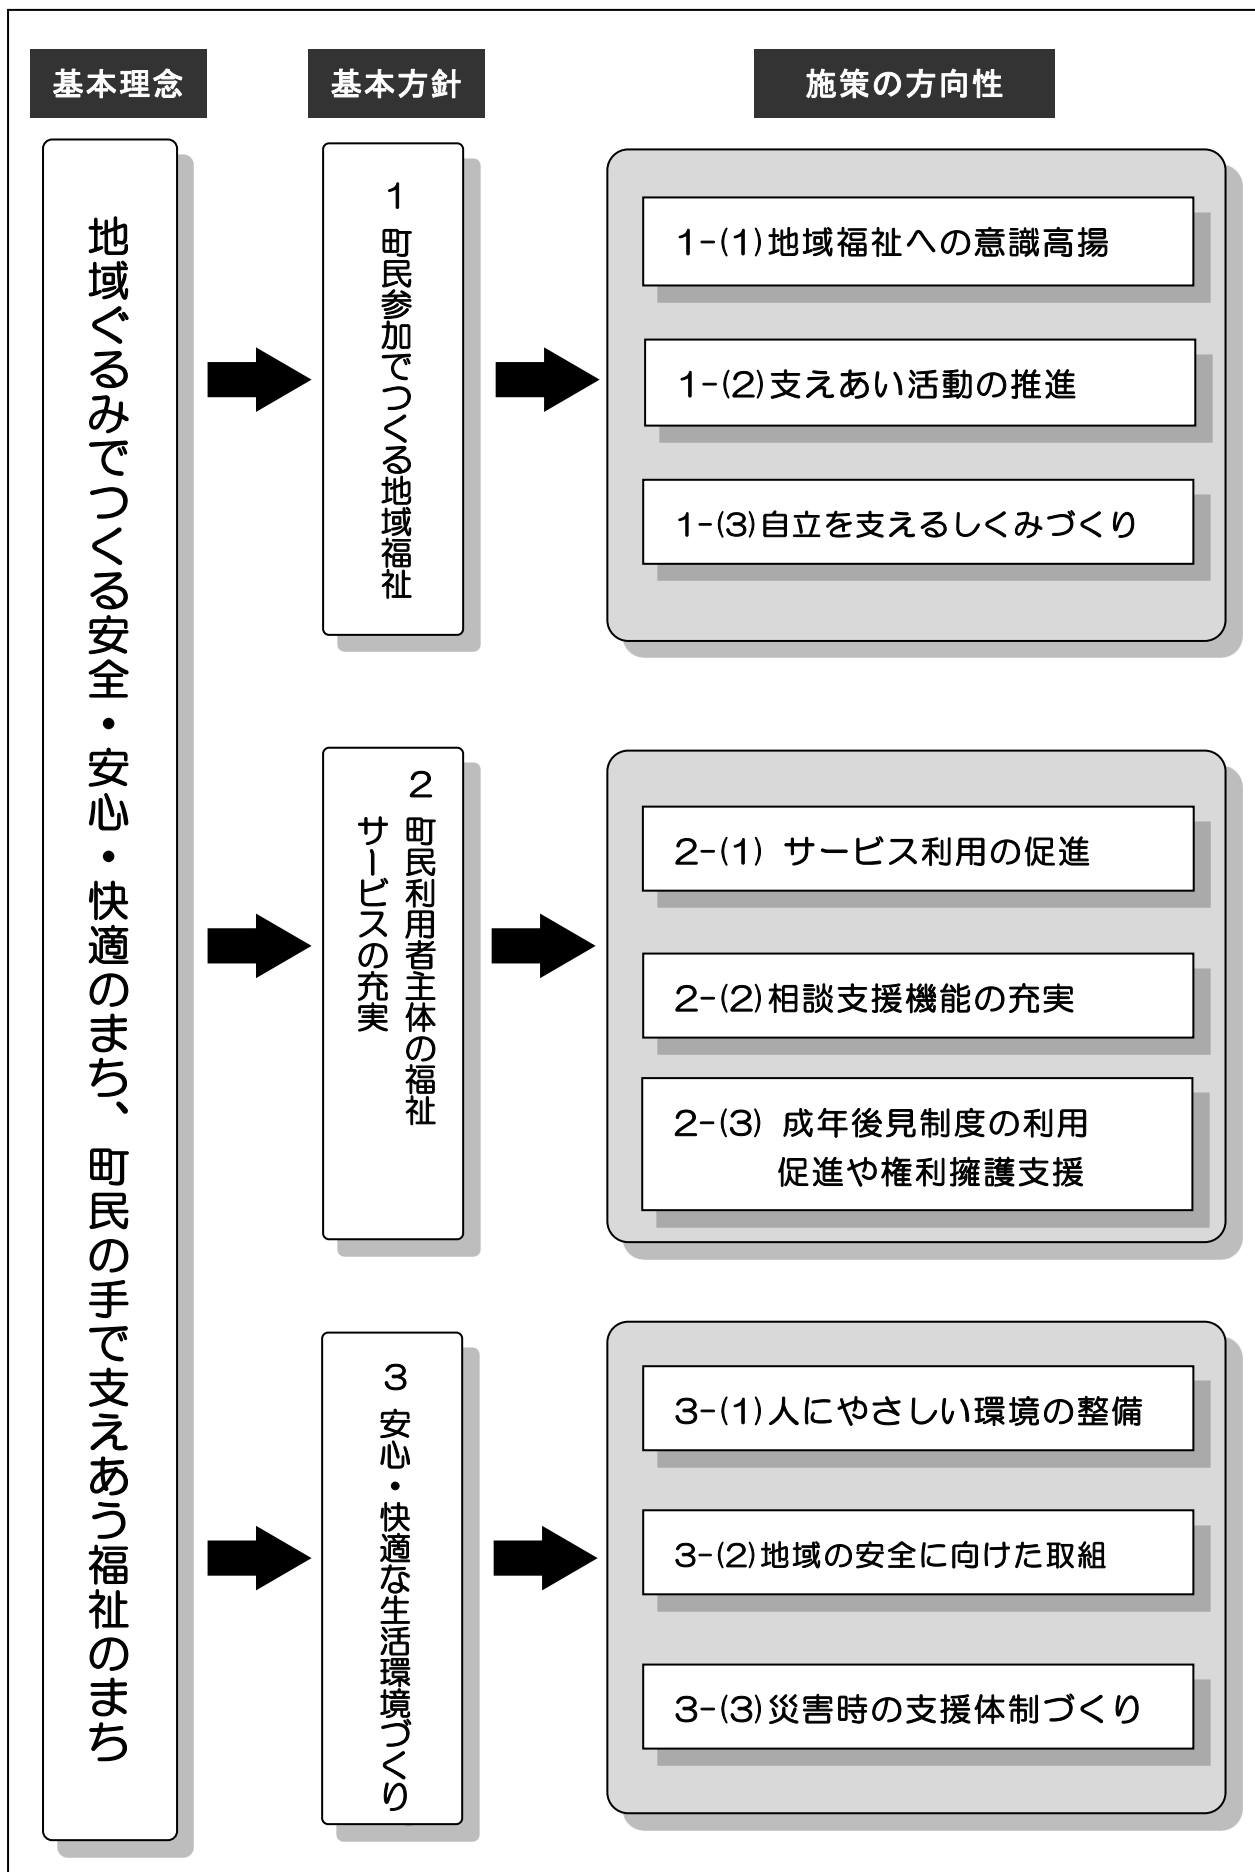 基本理念
基本方針
施策の方向性
地域ぐるみでつくる安全・安心・快適のまち、町民の手で支えあう福祉のまち
1 町民参加でつくる地域福祉
1-(1)地域福祉への意識高揚
1-(2)支えあい活動の推進
1-(3)自立を支えるしくみづくり
2 町民利用者主体の福祉
サービスの充実
2-(1) サービス利用の促進
2-(2)相談支援機能の充実
2-(3) 成年後見制度の利用
促進や権利擁護支援
3 安心・快適な生活環境づくり
3-(1)人にやさしい環境の整備
3-(2)地域の安全に向けた取組
3-(3)災害時の支援体制づくり